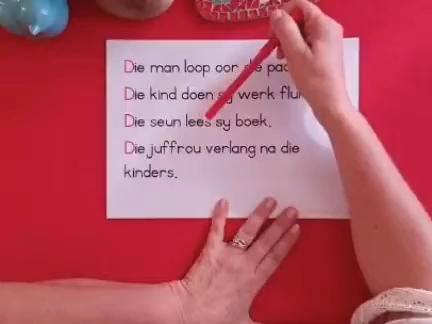 Die man loop oor die
Die kind doen sy werk
Die seun lees sy boek.
Die juffrou verlang na die
kinders.